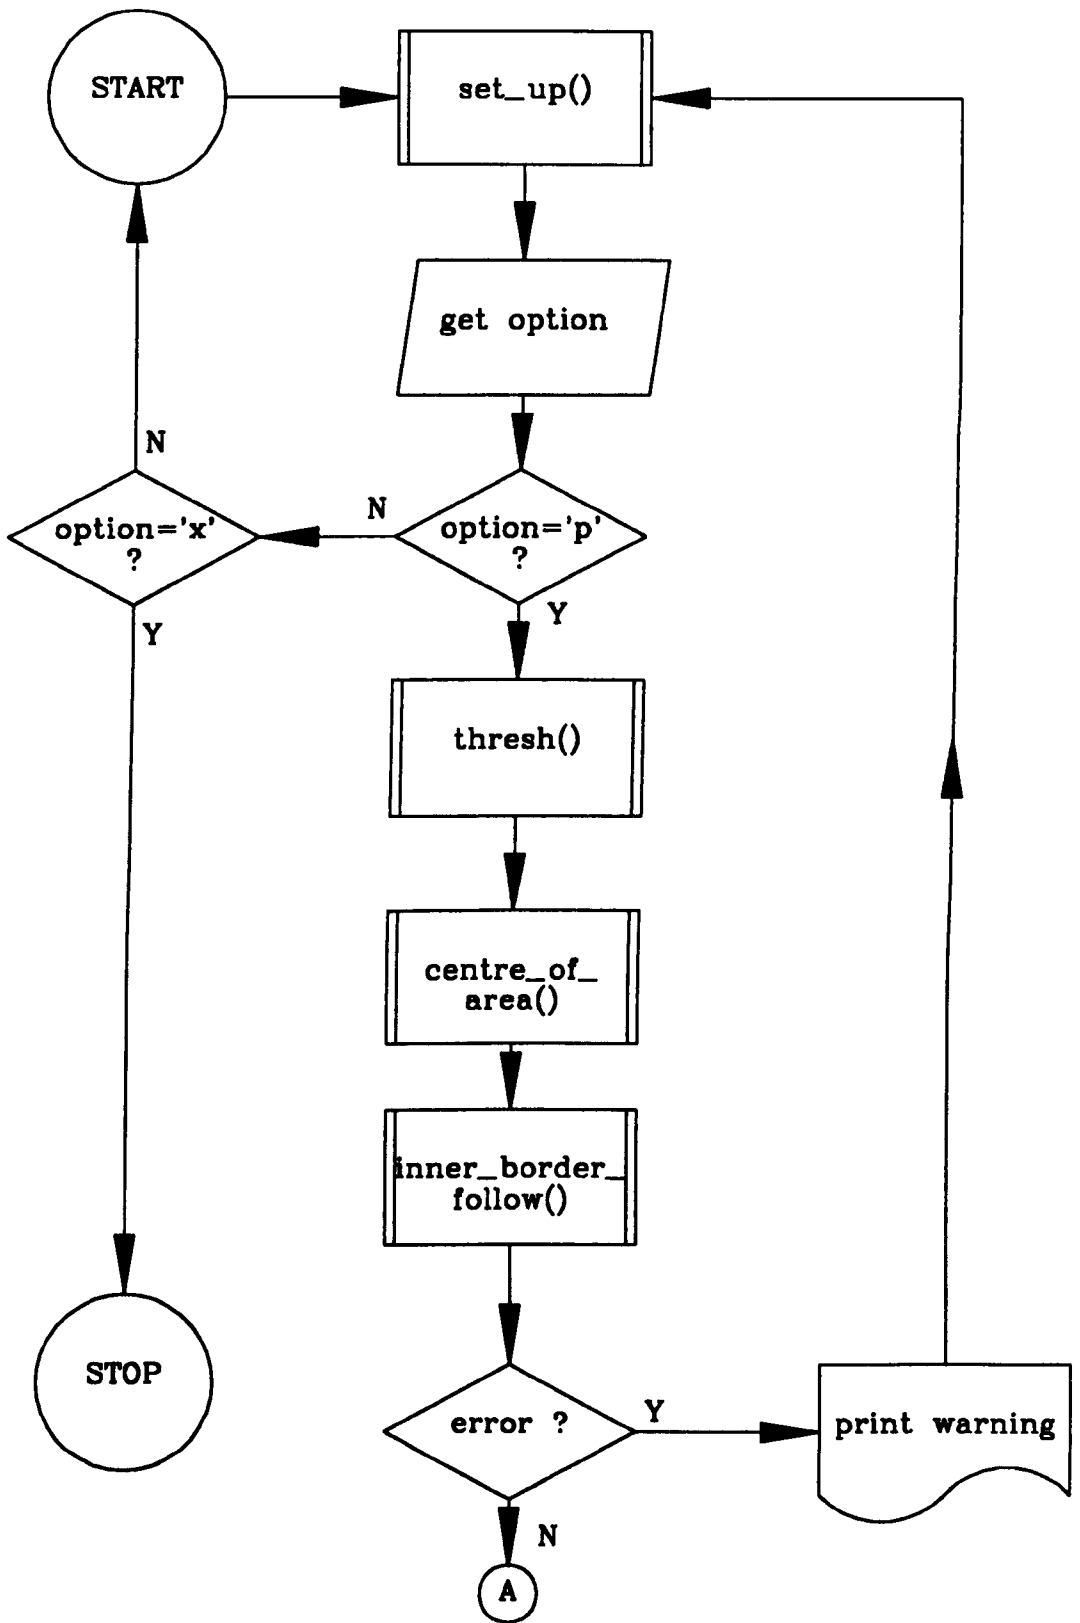 START
set_up()
get option
N
option='x'
?
Y
N
option='p'
?
Y
thresh()
centre_of_
area()
inner_border_
follow()
STOP
error ?
Y
print warning
N
A